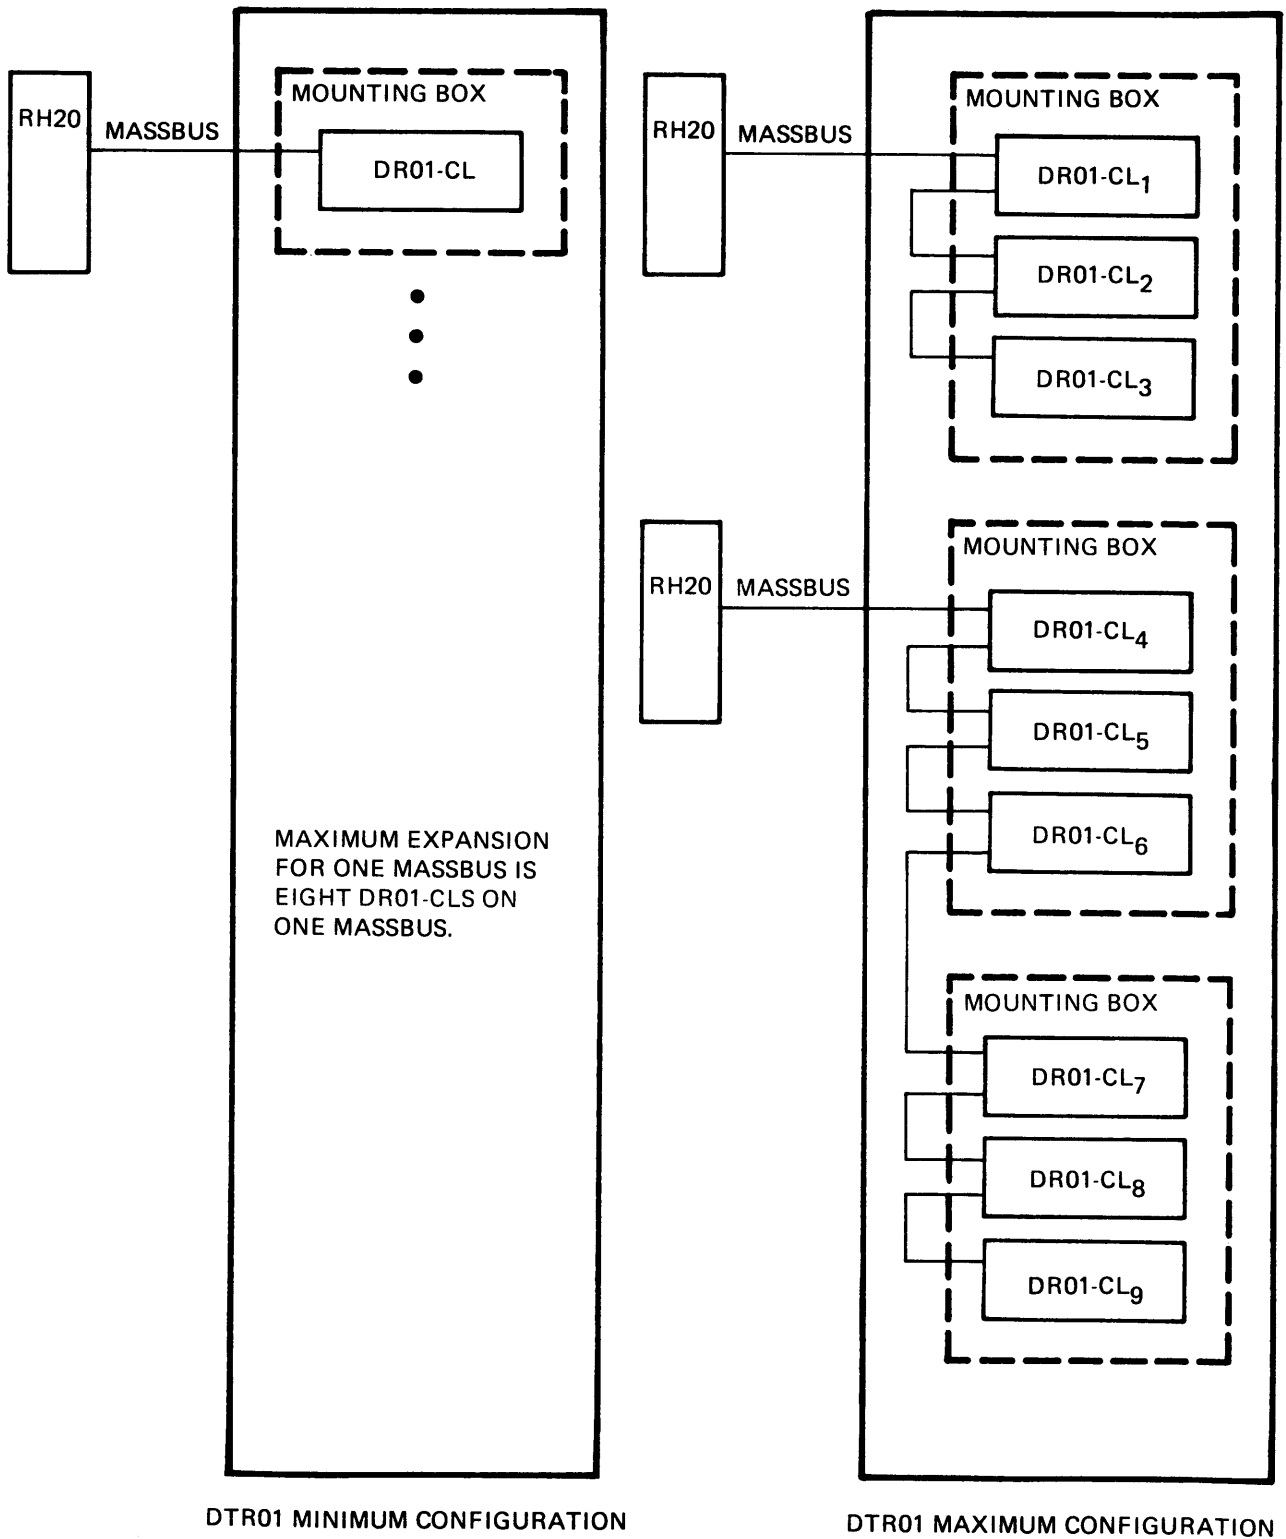 RH20
MASSBUS
MOUNTING BOX
DR01-CL
MAXIMUM EXPANSION
FOR ONE MASSBUS IS
EIGHT DR01-CLS ON
ONE MASSBUS.
DTR01 MINIMUM CONFIGURATION
RH20
MASSBUS
MOUNTING BOX
DR01-CL1
DR01-CL2
DR01-CL3
RH20
MASSBUS
MOUNTING BOX
DR01-CL4
DR01-CL5
DR01-CL6
MOUNTING BOX
DR01-CL7
DR01-CL8
DR01-CL9
DTR01 MAXIMUM CONFIGURATION